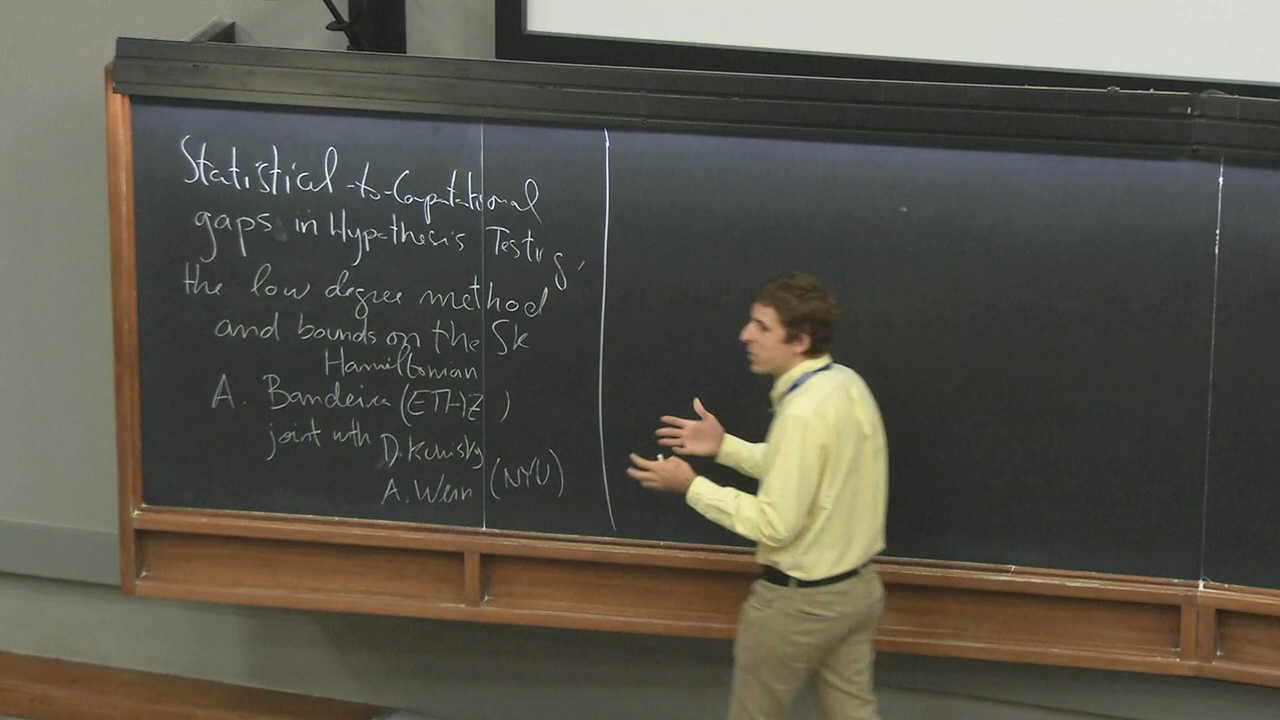 Statistical-to-Computational
gaps in Hypothesis Testing:
the low degree method
and bounds on the SK
Hamiltonian
A. Bandeira (ETHZ)
joint with D. Kunisky
A. Wein (NYU)